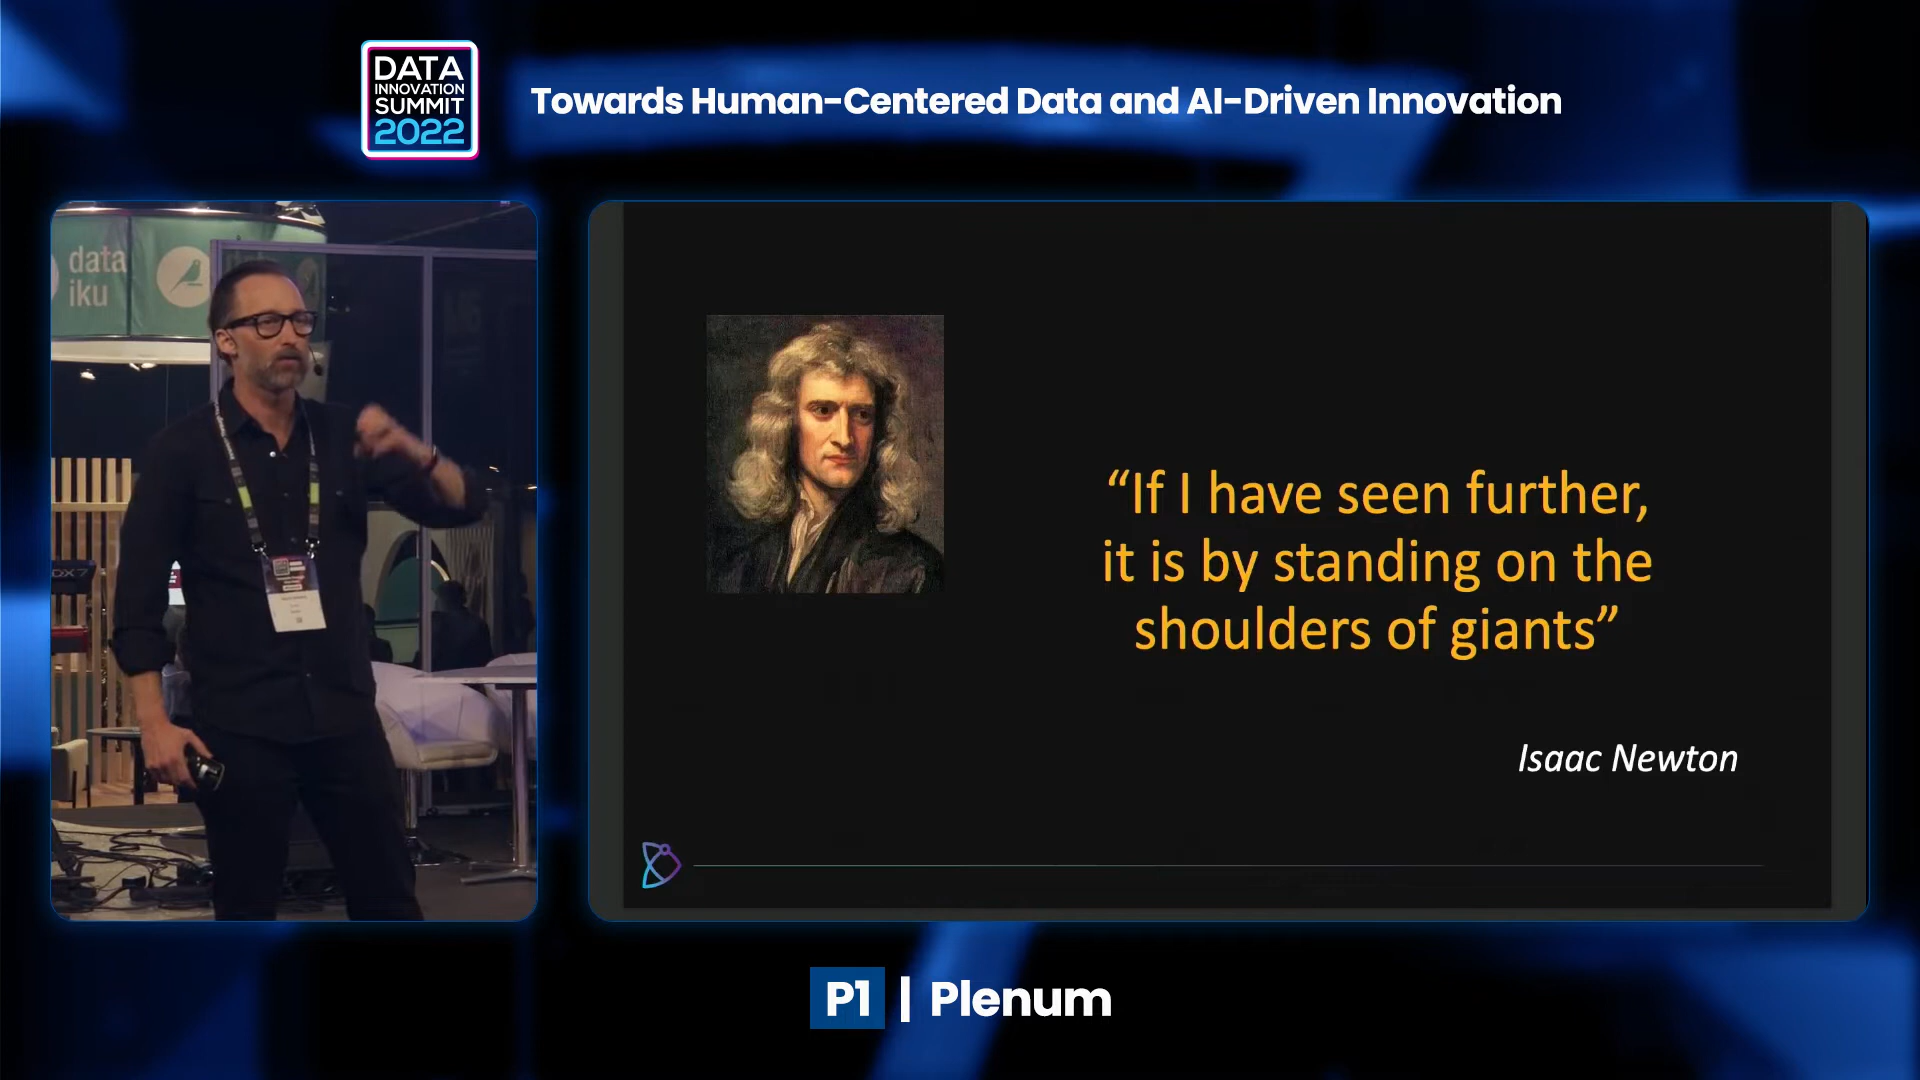 DATA
INNOVATION
SUMMIT
2022
Towards Human-Centered Data and AI-Driven Innovation
data
iku
“If I have seen further,
it is by standing on the
shoulders of giants”
Isaac Newton
P1 | Plenum